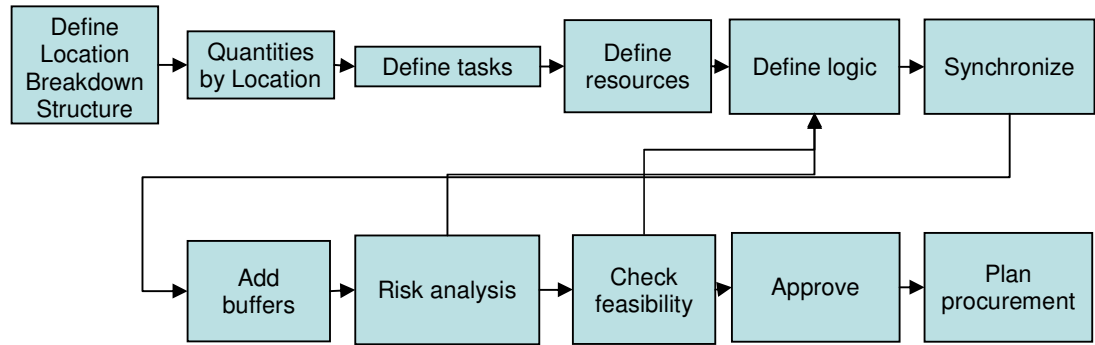 Define
Location
Breakdown
Structure
Quantities
by Location
Define tasks
Define
resources
Define logic
Synchronize
Add
buffers
Risk analysis
Check
feasibility
Approve
Plan
procurement